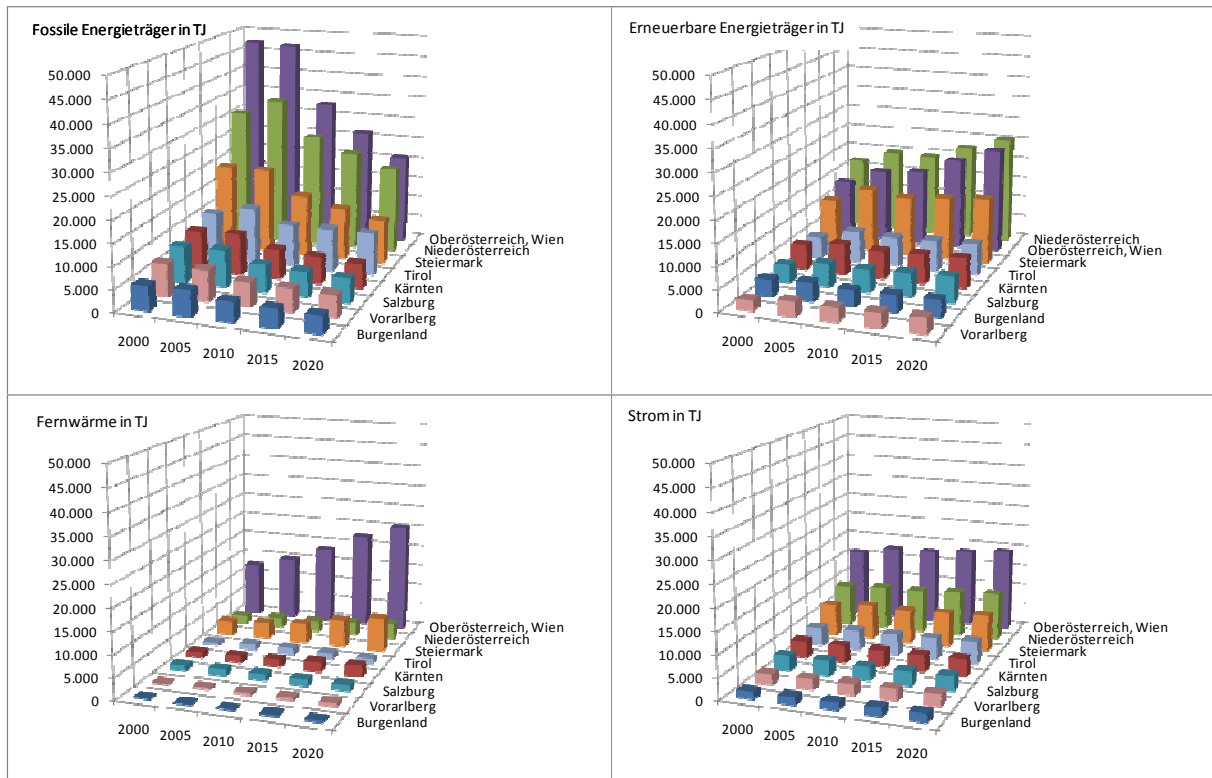 Fossile Energieträger in TJ
50.000
45.000
40.000
35.000
30.000
25.000
20.000
15.000
10.000
5.000
0
2000
2005
2010
2015
2020
Oberösterreich, Wien
Niederösterreich
Steiermark
Tirol
Kärnten
Salzburg
Vorarlberg
Burgenland
Erneuerbare Energieträger in TJ
50.000
45.000
40.000
35.000
30.000
25.000
20.000
15.000
10.000
5.000
0
2000
2005
2010
2015
2020
Niederösterreich
Oberösterreich, Wien
Steiermark
Tirol
Kärnten
Salzburg
Burgenland
Vorarlberg
Fernwärme in TJ
50.000
45.000
40.000
35.000
30.000
25.000
20.000
15.000
10.000
5.000
0
2000
2005
2010
2015
2020
Oberösterreich, Wien
Niederösterreich
Steiermark
Tirol
Kärnten
Salzburg
Vorarlberg
Burgenland
Strom in TJ
50.000
45.000
40.000
35.000
30.000
25.000
20.000
15.000
10.000
5.000
0
2000
2005
2010
2015
2020
Oberösterreich, Wien
Niederösterreich
Steiermark
Tirol
Kärnten
Salzburg
Vorarlberg
Burgenland